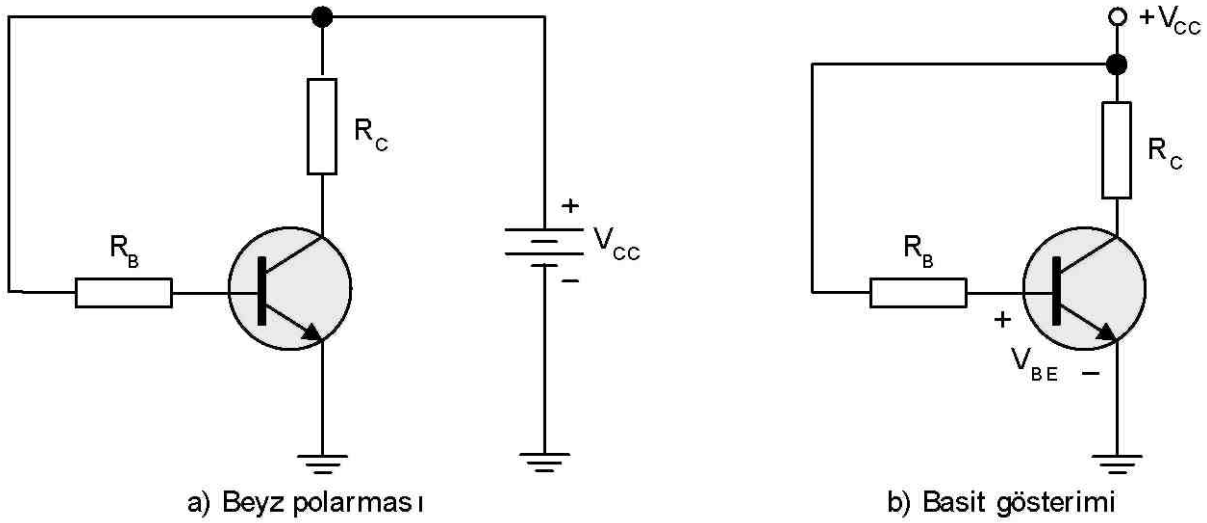 +V_CC
R_C
R_C
R_B
+
V_CC
−
R_B
+
V_BE
−
a) Beyz polarması
b) Basit gösterimi